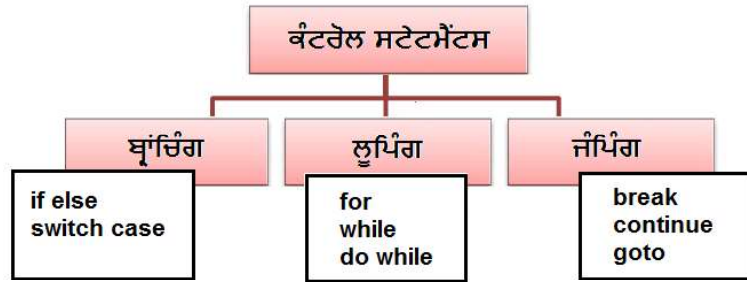 ਕੰਟਰੋਲ ਸਟੇਟਮੈਂਟਸ
ਬ੍ਰਾਂਚਿੰਗ
ਲੂਪਿੰਗ
ਜੰਪਿੰਗ
if else
switch case
for
while
do while
break
continue
goto